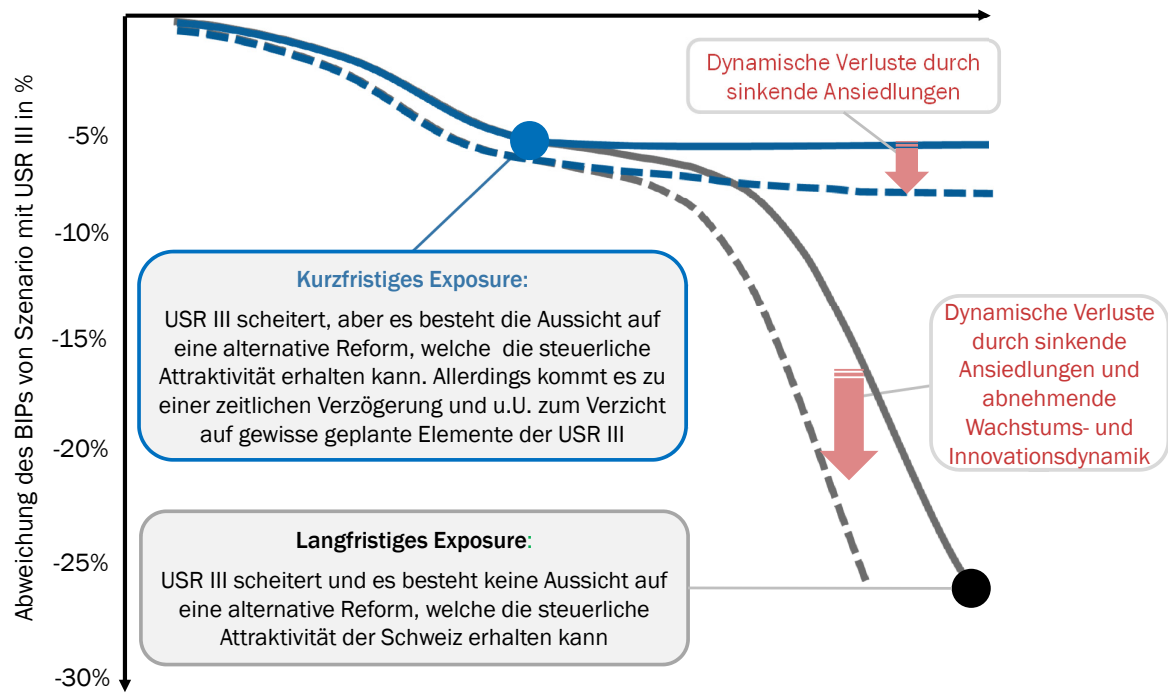 Abweichung des BIPs von Szenario mit USR III in %
-5%
-10%
-15%
-20%
-25%
-30%
Dynamische Verluste durch
sinkende Ansiedlungen
Kurzfristiges Exposure:
USR III scheitert, aber es besteht die Aussicht auf
eine alternative Reform, welche die steuerliche
Attraktivität erhalten kann. Allerdings kommt es zu
einer zeitlichen Verzögerung und u.U. zum Verzicht
auf gewisse geplante Elemente der USR III
Dynamische Verluste
durch sinkende
Ansiedlungen und
abnehmende
Wachstums- und
Innovationsdynamik
Langfristiges Exposure:
USR III scheitert und es besteht keine Aussicht auf
eine alternative Reform, welche die steuerliche
Attraktivität der Schweiz erhalten kann